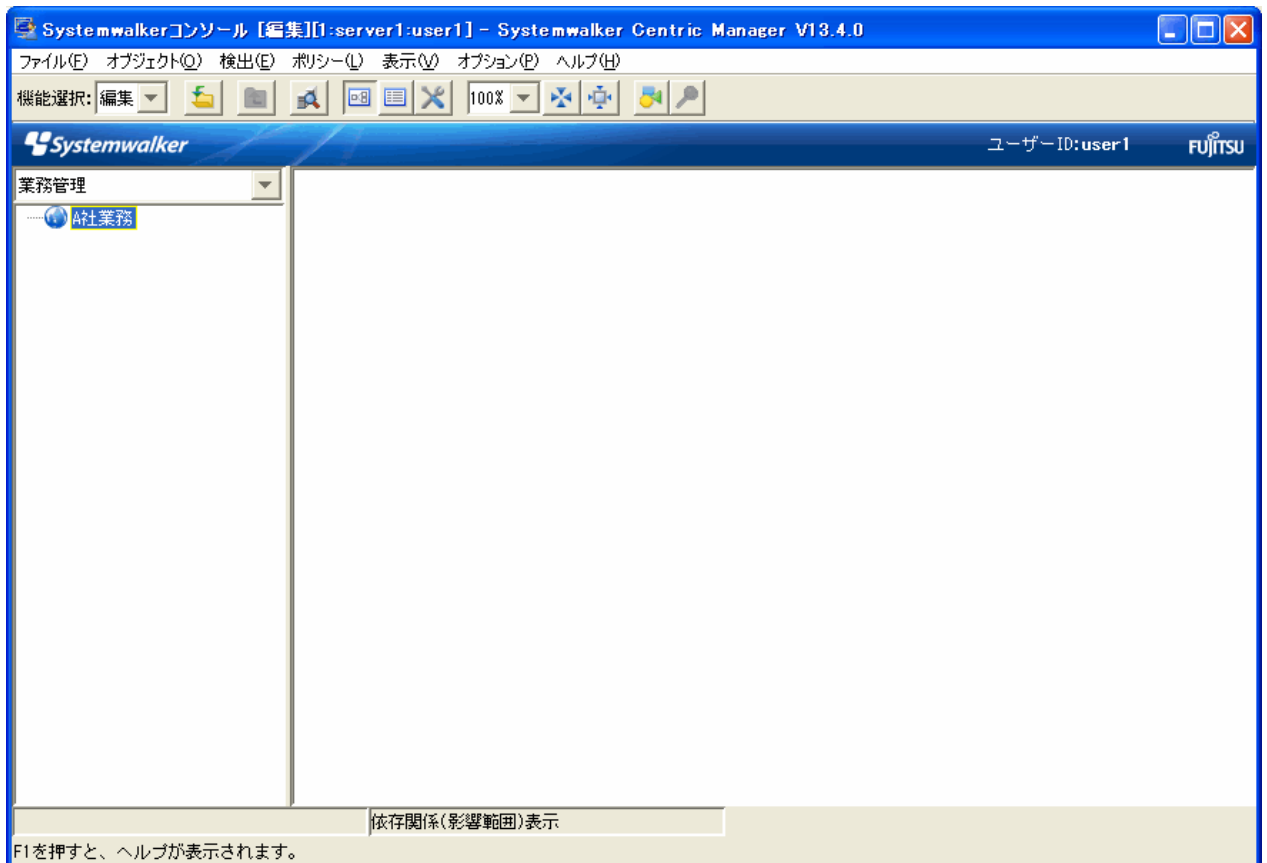 Systemwalkerコンソール [編集][1:server1:user1] - Systemwalker Centric Manager V13.4.0
ファイル(F) オブジェクト(O) 検出(E) ポリシー(L) 表示(V) オプション(P) ヘルプ(H)
機能選択: 編集 100%
Systemwalker ユーザーID:user1 FUJITSU
業務管理
A社業務
依存関係(影響範囲)表示
F1を押すと、ヘルプが表示されます。